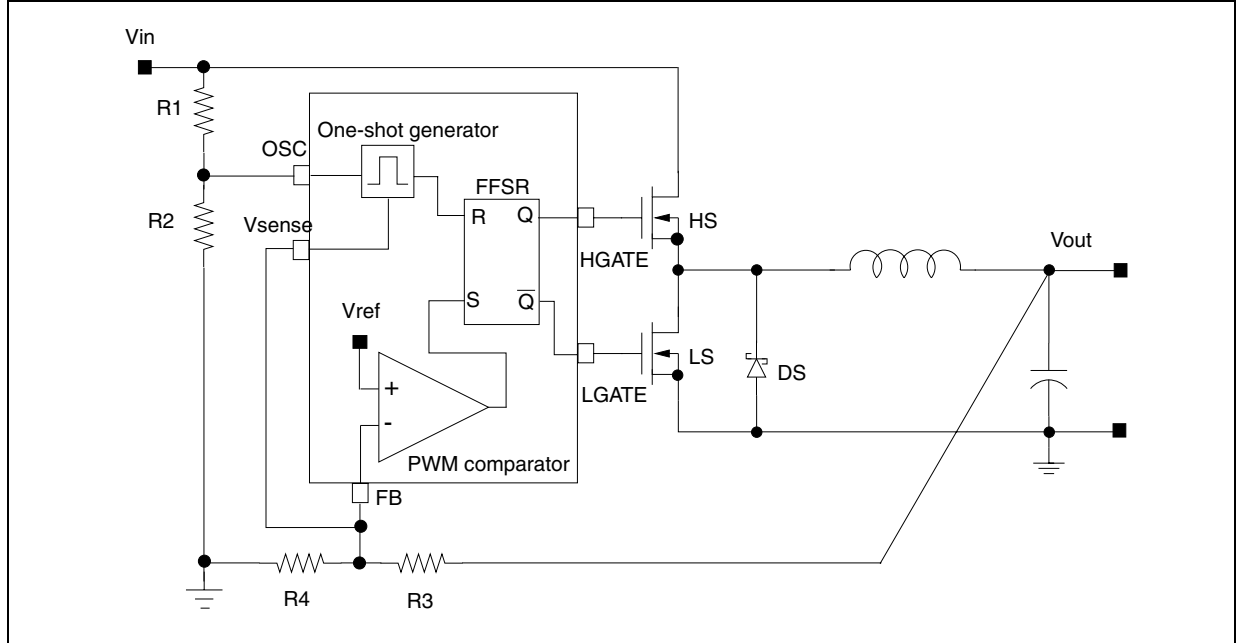 Vin
R1
One-shot generator
OSC
FFSR
R
Q
HS
R2
Vsense
Vout
HGATE
Vref
S
Q̅
LS
DS
+
LGATE
-
PWM comparator
FB
R4
R3